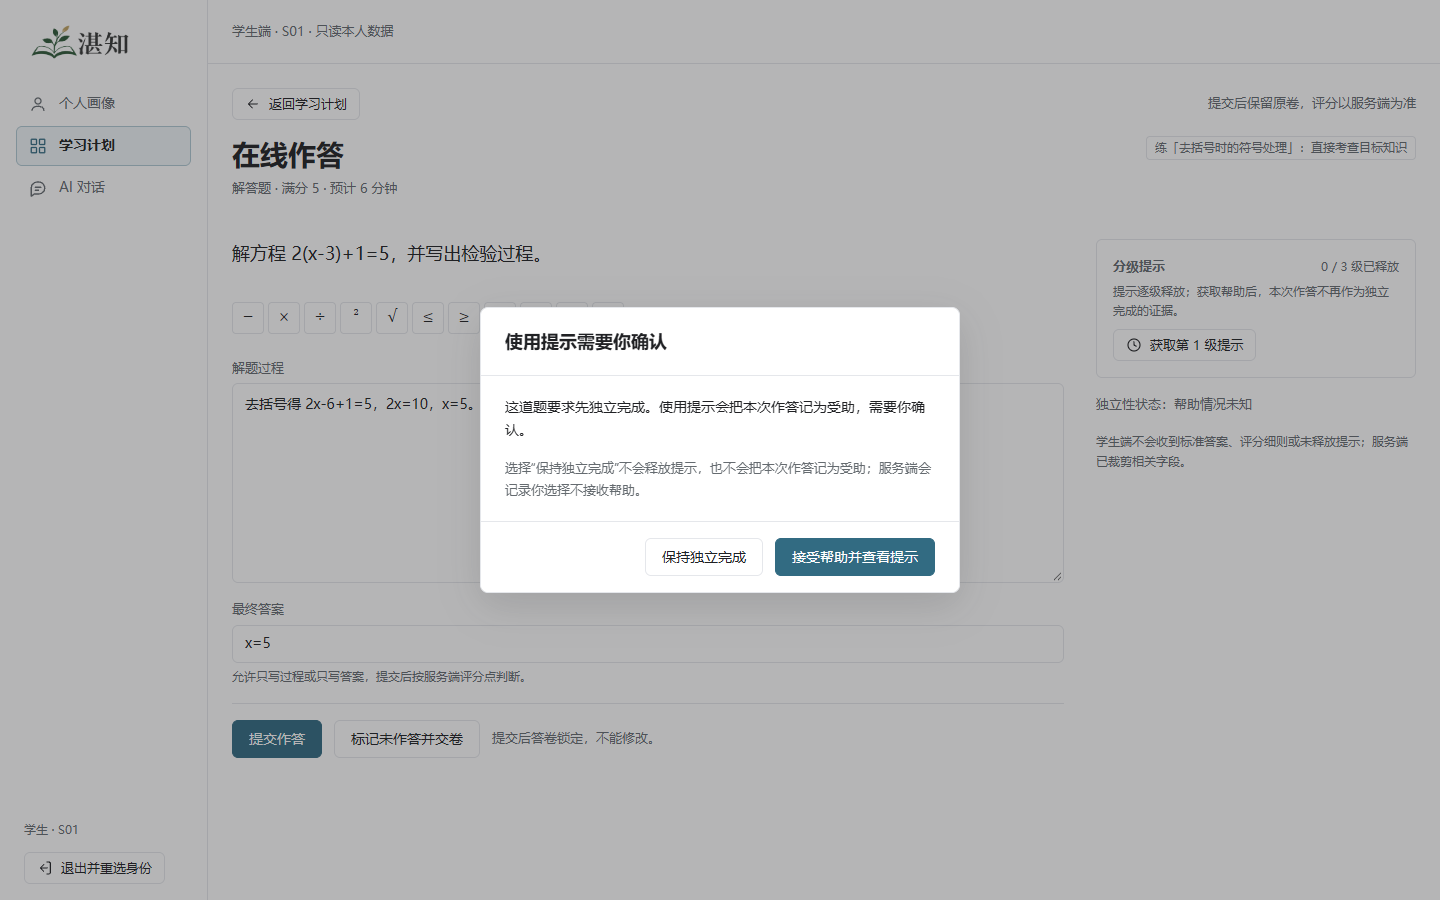 湛知
个人画像
学习计划
AI 对话
学生 · S01
退出并重选身份
学生端 · S01 · 只读本人数据
返回学习计划
提交后保留原卷，评分以服务端为准
在线作答
练「去括号时的符号处理」：直接考查目标知识
解答题 · 满分 5 · 预计 6 分钟
解方程 2(x-3)+1=5，并写出检验过程。
− × ÷ ² √ ≤ ≥
解题过程
去括号得 2x-6+1=5，2x=10，x=5。
最终答案
x=5
允许只写过程或只写答案，提交后按服务端评分点判断。
提交作答
标记未作答并交卷
提交后答卷锁定，不能修改。
分级提示
0 / 3 级已释放
提示逐级释放；获取帮助后，本次作答不再作为独立
完成的证据。
获取第 1 级提示
独立性状态：帮助情况未知
学生端不会收到标准答案、评分细则或未释放提示；服务端
已裁剪相关字段。
使用提示需要你确认
这道题要求先独立完成。使用提示会把本次作答记为受助，需要你确
认。
选择“保持独立完成”不会释放提示，也不会把本次作答记为受助；服务端会
记录你选择不接收帮助。
保持独立完成
接受帮助并查看提示